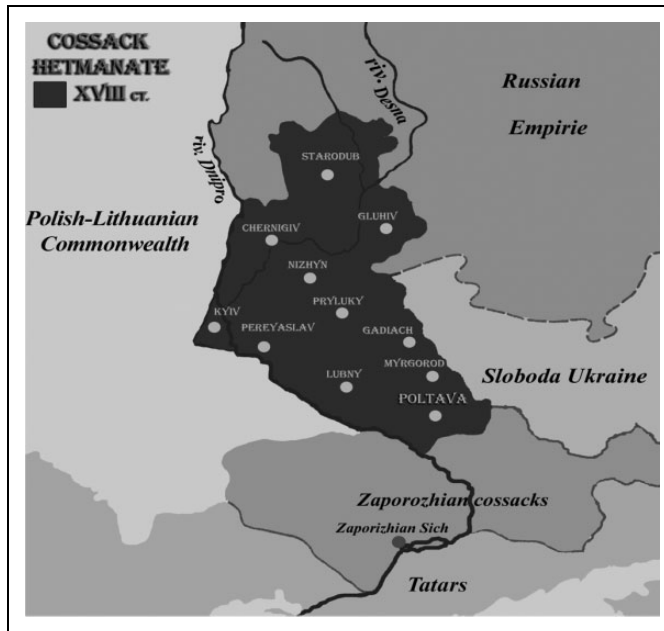 COSSACK
HETMANATE
XVIII ст.
riv. Desna
Russian
Empirie
riv. Dnipro
STARODUB
Polish-Lithuanian
Commonwealth
CHERNIGIV
GLUHIV
NIZHYN
PRYLUKY
KYIV
PEREYASLAV
GADIACH
MYRGOROD
LUBNY
POLTAVA
Sloboda Ukraine
Zaporozhian cossacks
Zaporizhian Sich
Tatars